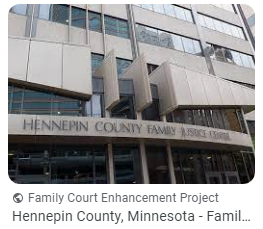 HENNEPIN COUNTY FAMILY JUSTICE CENTER
Family Court Enhancement Project
Hennepin County, Minnesota - Famil...